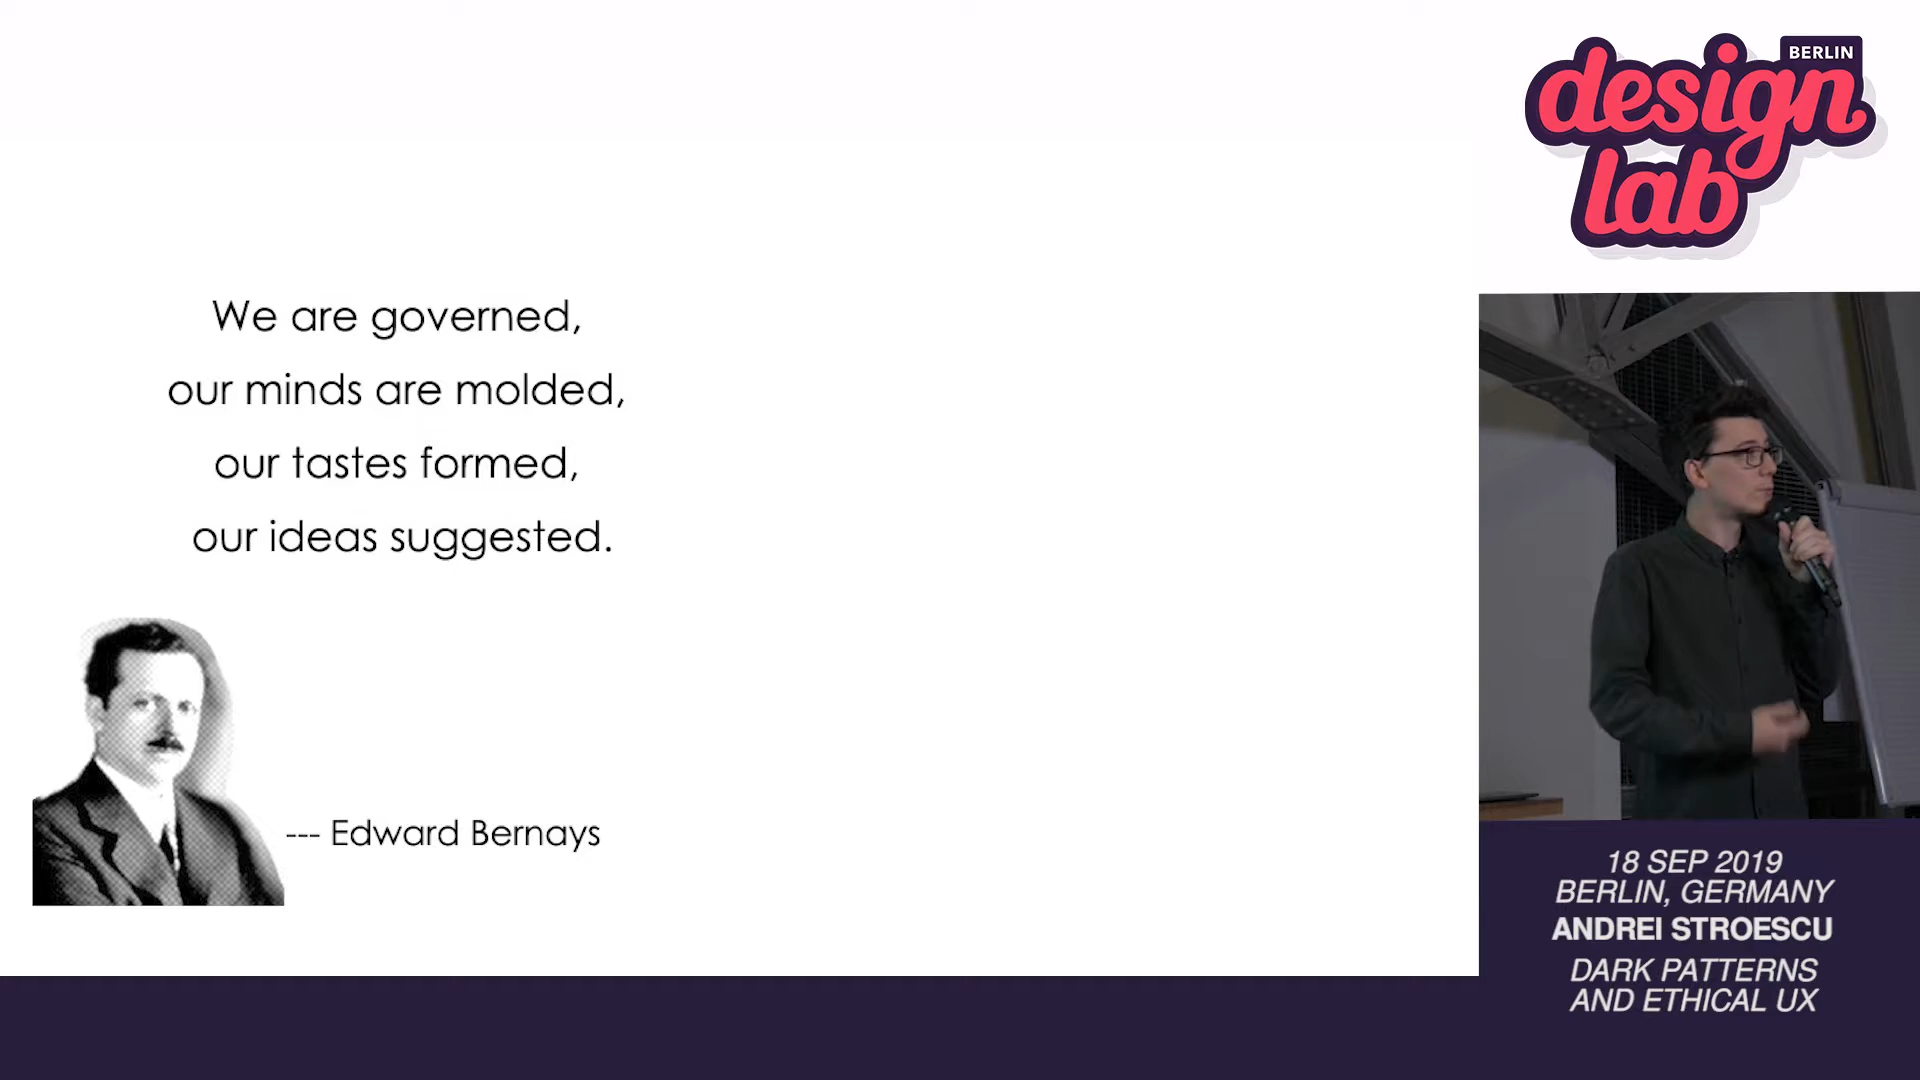 We are governed,
our minds are molded,
our tastes formed,
our ideas suggested.
--- Edward Bernays
BERLIN
design
lab
18 SEP 2019
BERLIN, GERMANY
ANDREI STROESCU
DARK PATTERNS
AND ETHICAL UX